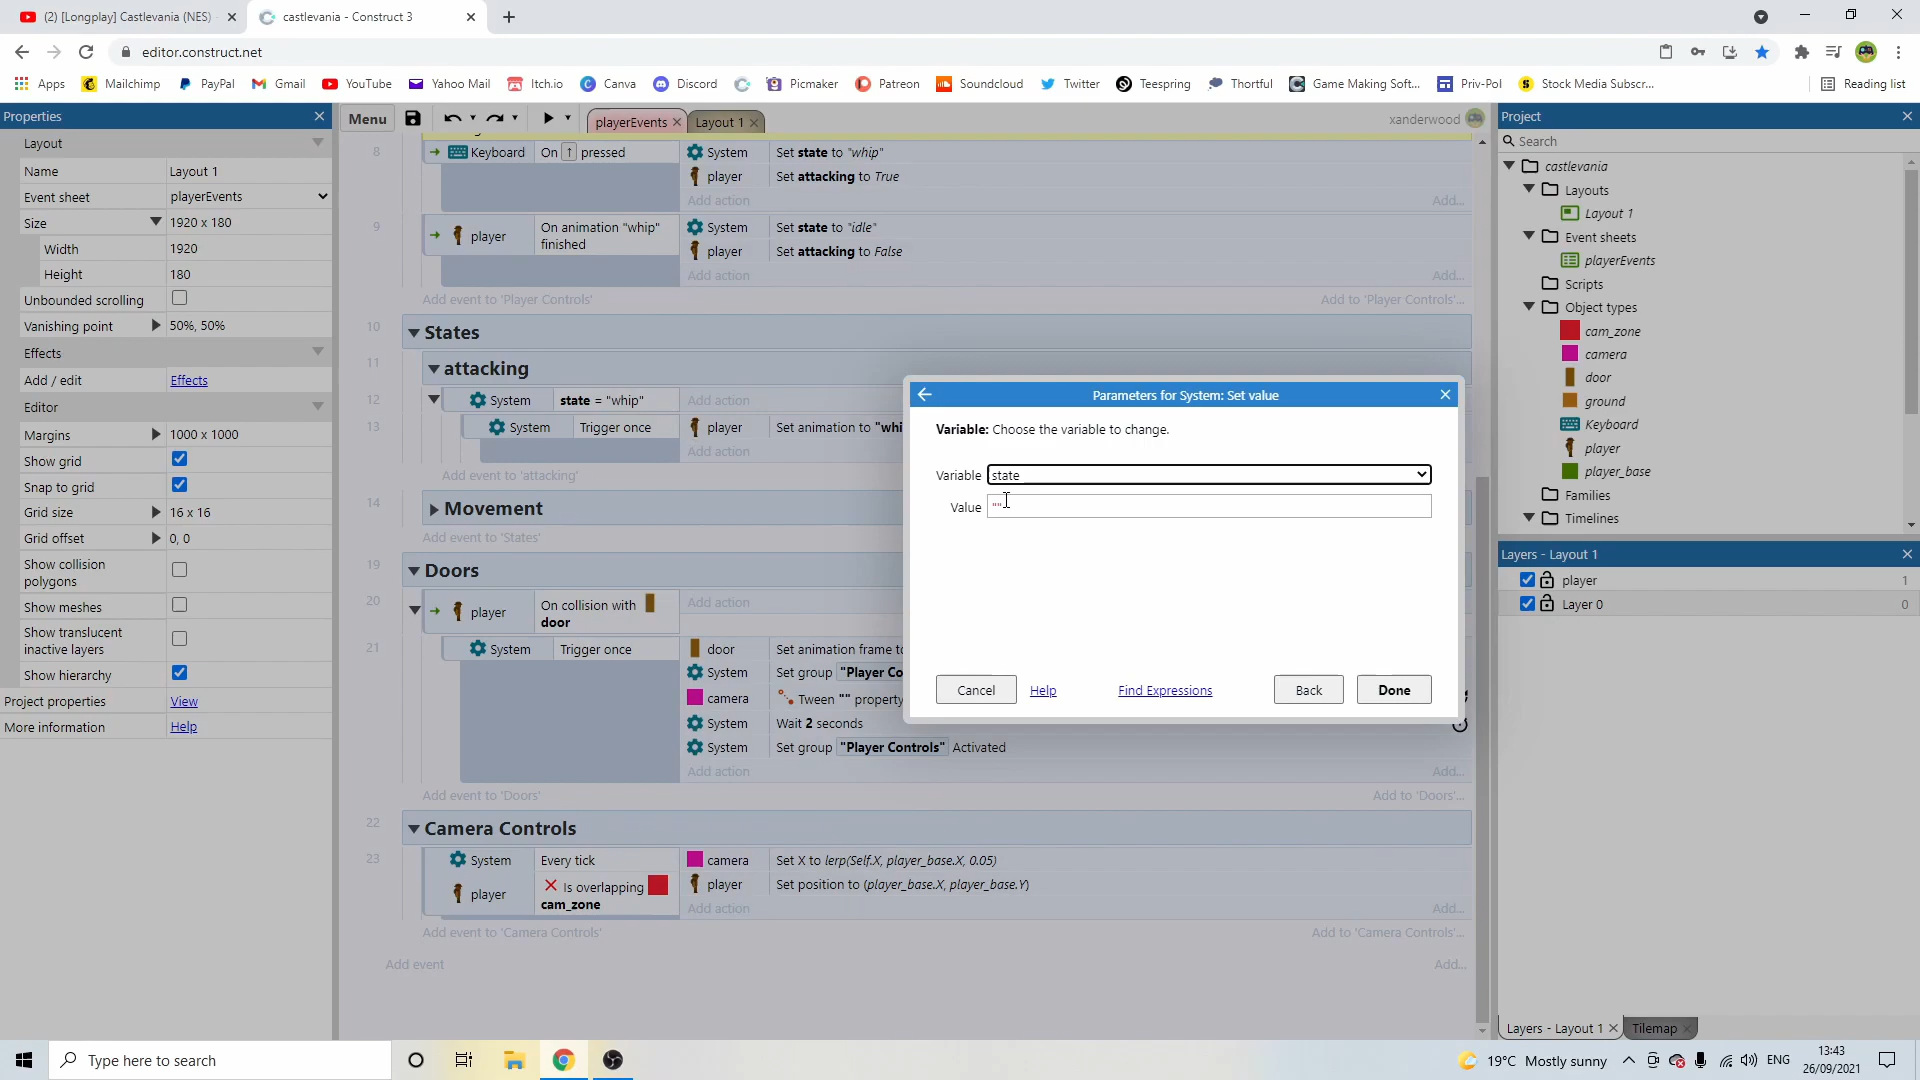 (2) [Longplay] Castlevania (NES)
castlevania - Construct 3
editor.construct.net
Apps Mailchimp PayPal Gmail YouTube Yahoo Mail Itch.io Canva Discord Picmaker Patreon Soundcloud Twitter Teespring Thortful Game Making Soft... Priv-Pol Stock Media Subscr... Reading list
Properties
Layout
Name Layout 1
Event sheet playerEvents
Size 1920 x 180
Width 1920
Height 180
Unbounded scrolling
Vanishing point 50%, 50%
Effects
Add / edit Effects
Editor
Margins 1000 x 1000
Show grid
Snap to grid
Grid size 16 x 16
Grid offset 0, 0
Show collision
polygons
Show meshes
Show translucent
inactive layers
Show hierarchy
Project properties View
More information Help
Menu
playerEvents
Layout 1
xanderwood
8 Keyboard On ↑ pressed System Set state to "whip"
player Set attacking to True
Add action Add...
9 player On animation "whip"
finished
System Set state to "idle"
player Set attacking to False
Add action Add...
Add event to 'Player Controls' Add to 'Player Controls'...
10 States
11 attacking
12 System state = "whip" Add action
13 System Trigger once player Set animation to "whi
Add action
Add event to 'attacking'
14 Movement
Add event to 'States'
19 Doors
20 player On collision with
door
Add action
21 System Trigger once door Set animation frame to
System Set group "Player Co
camera Tween "" property
System Wait 2 seconds
System Set group "Player Controls" Activated
Add action Add...
Add event to 'Doors' Add to 'Doors'...
22 Camera Controls
23 System Every tick camera Set X to lerp(Self.X, player_base.X, 0.05)
player Is overlapping
cam_zone
player Set position to (player_base.X, player_base.Y)
Add action Add...
Add event to 'Camera Controls' Add to 'Camera Controls'...
Add event Add...
Parameters for System: Set value
Variable: Choose the variable to change.
Variable state
Value ""
Cancel Help Find Expressions Back Done
Project
Search
castlevania
Layouts
Layout 1
Event sheets
playerEvents
Scripts
Object types
cam_zone
camera
door
ground
Keyboard
player
player_base
Families
Timelines
Layers - Layout 1
player 1
Layer 0 0
Layers - Layout 1 Tilemap
Type here to search
19°C Mostly sunny ENG
13:43
26/09/2021